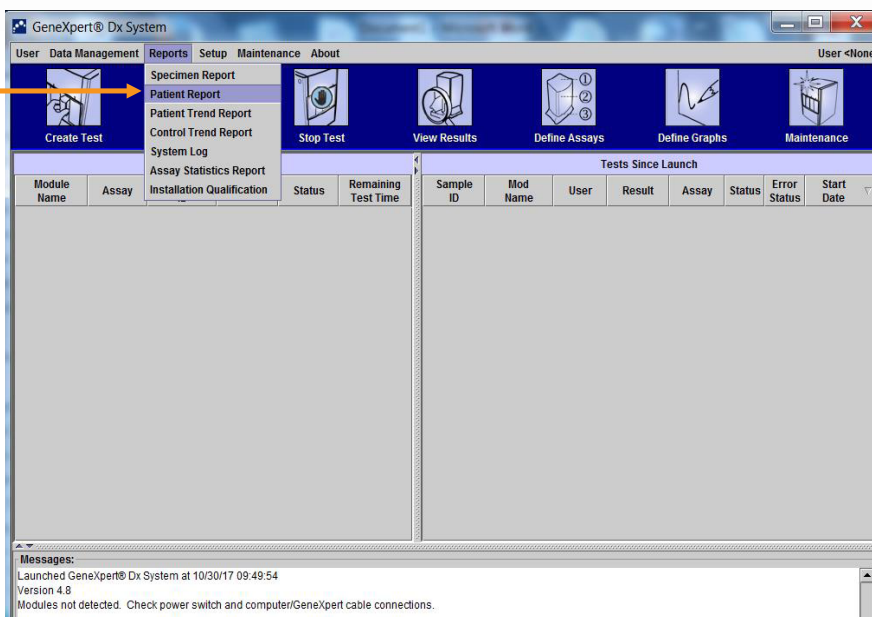 GeneXpert® Dx System
User Data Management Reports Setup Maintenance About User <None
Specimen Report
Patient Report
Patient Trend Report
Control Trend Report
System Log
Assay Statistics Report
Installation Qualification
Create Test Stop Test View Results Define Assays Define Graphs Maintenance
Tests Since Launch
Module Name Assay Status Remaining Test Time
Sample ID Mod Name User Result Assay Status Error Status Start Date
Messages:
Launched GeneXpert® Dx System at 10/30/17 09:49:54
Version 4.8
Modules not detected. Check power switch and computer/GeneXpert cable connections.